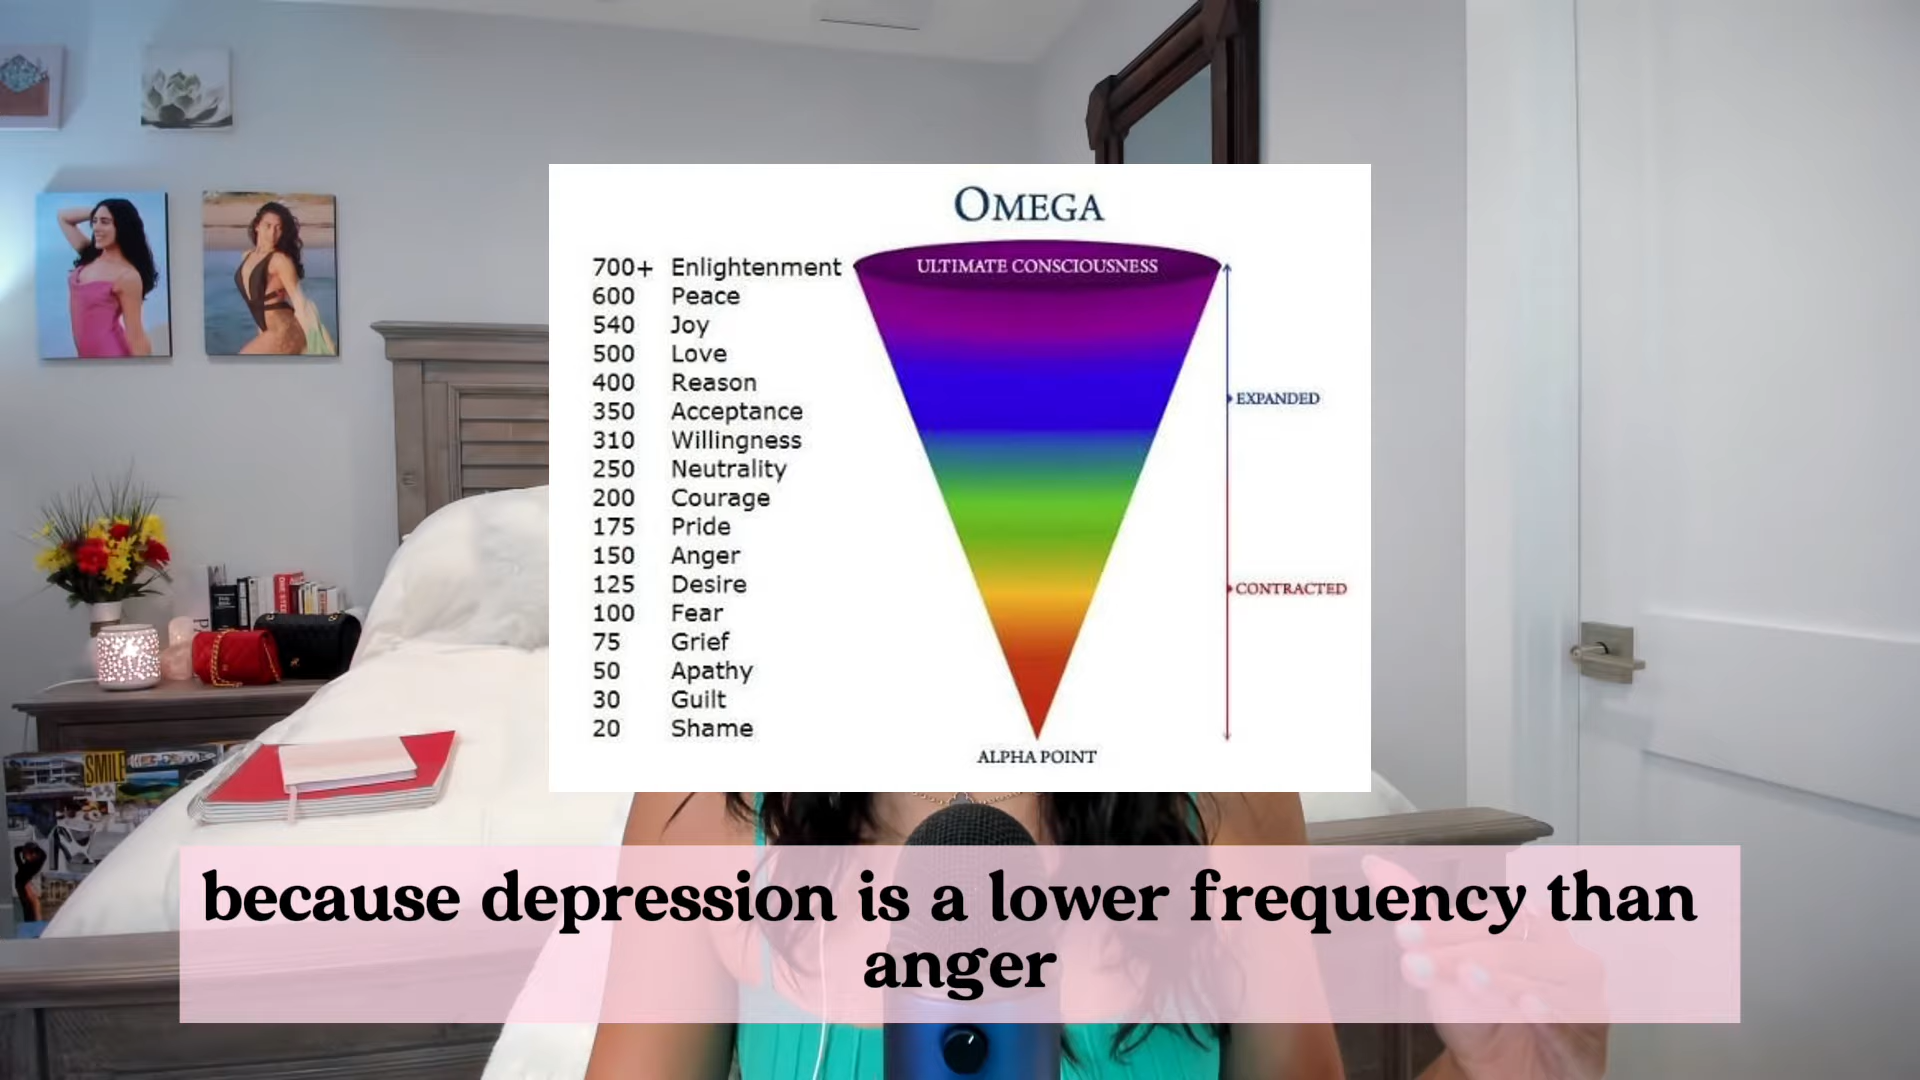 OMEGA
ULTIMATE CONSCIOUSNESS
700+ Enlightenment
600 Peace
540 Joy
500 Love
400 Reason
350 Acceptance
310 Willingness
250 Neutrality
200 Courage
175 Pride
150 Anger
125 Desire
100 Fear
75 Grief
50 Apathy
30 Guilt
20 Shame
EXPANDED
CONTRACTED
ALPHA POINT
SMILE
because depression is a lower frequency than
anger